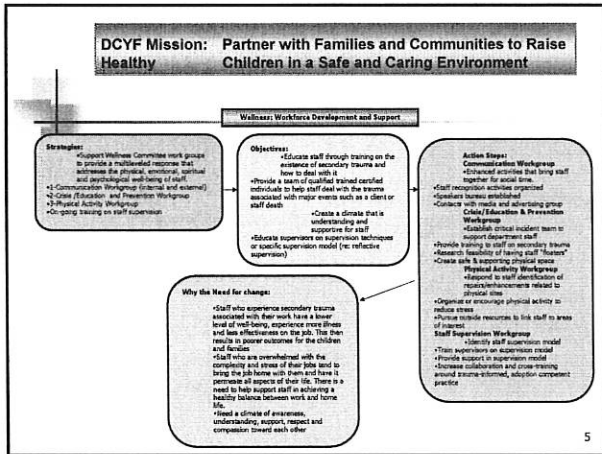 DCYF Mission: Partner with Families and Communities to Raise
Healthy Children in a Safe and Caring Environment
Wellness; Workforce Development and Support
Strategies:
•Support Wellness Committee work groups
to provide a multileveled response that
addresses the physical, emotional, spiritual
and psychological well-being of staff.
•1-Communication Workgroup (internal and external)
•2-Crisis /Education and Prevention Workgroup
•3-Physical Activity Workgroup
•On-going training on staff supervision
Objectives:
•Educate staff through training on the
existence of secondary trauma and
how to deal with it
•Provide a team of qualified trained certified
individuals to help staff deal with the trauma
associated with major events such as a client or
staff death
•Create a climate that is
understanding and
supportive for staff
•Educate supervisors on supervision techniques
or specific supervision model (re: reflective
supervision)
Action Steps:
Communication Workgroup
•Enhanced activities that bring staff
together for social time.
•Staff recognition activities organized
•Speakers bureau established
•Contacts with media and advertising group
Crisis/Education & Prevention
Workgroup
•Establish critical incident team to
support department staff
•Provide training to staff on secondary trauma
•Research feasibility of having staff "floaters"
•Create safe & supporting physical space
Physical Activity Workgroup
•Respond to staff identification of
repairs/enhancements related to
physical sites
•Organize or encourage physical activity to
reduce stress
•Pursue outside resources to link staff to areas
of interest
Staff Supervision Workgroup
•Identify staff supervision model
•Train supervisors on supervision model
•Provide support in supervision model
•Increase collaboration and cross-training
around trauma-informed, adoption competent
practice
Why the Need for change:
•Staff who experience secondary trauma
associated with their work have a lower
level of well-being, experience more illness
and less effectiveness on the job. This then
results in poorer outcomes for the children
and families
•Staff who are overwhelmed with the
complexity and stress of their jobs tend to
bring the job home with them and have it
permeate all aspects of their life. There is a
need to help support staff in achieving a
healthy balance between work and home
life.
•Need a climate of awareness,
understanding, support, respect and
compassion toward each other
5